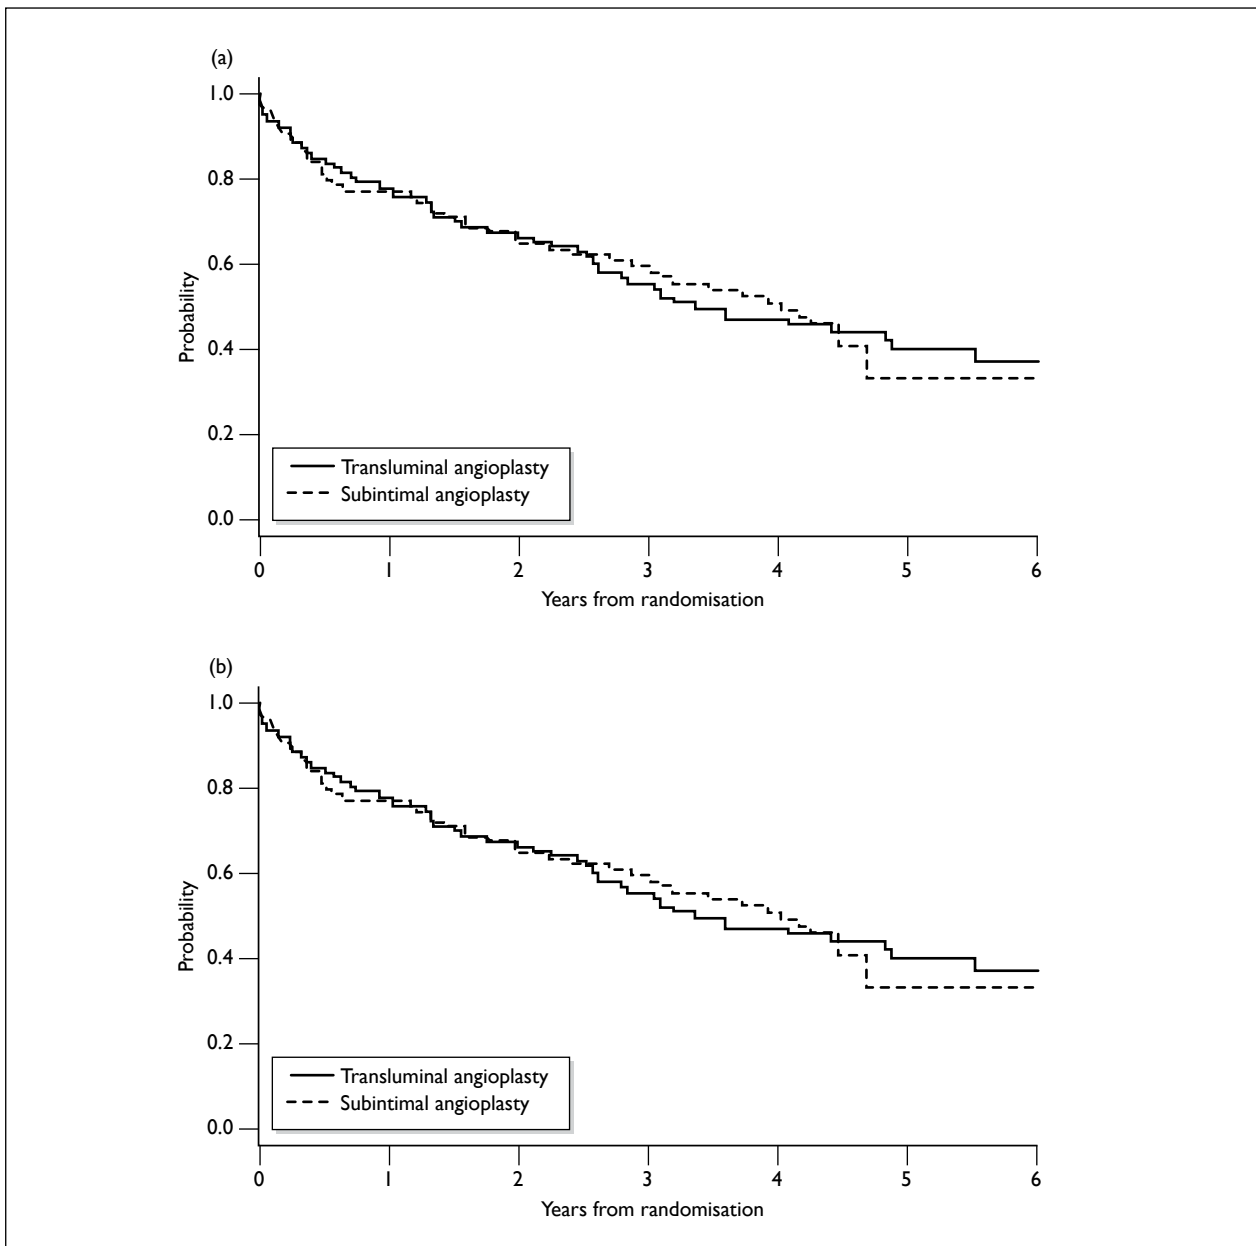 (a)
1.0
0.8
0.6
0.4
0.2
0.0
Probability
Transluminal angioplasty
Subintimal angioplasty
0 1 2 3 4 5 6
Years from randomisation
(b)
1.0
0.8
0.6
0.4
0.2
0.0
Probability
Transluminal angioplasty
Subintimal angioplasty
0 1 2 3 4 5 6
Years from randomisation